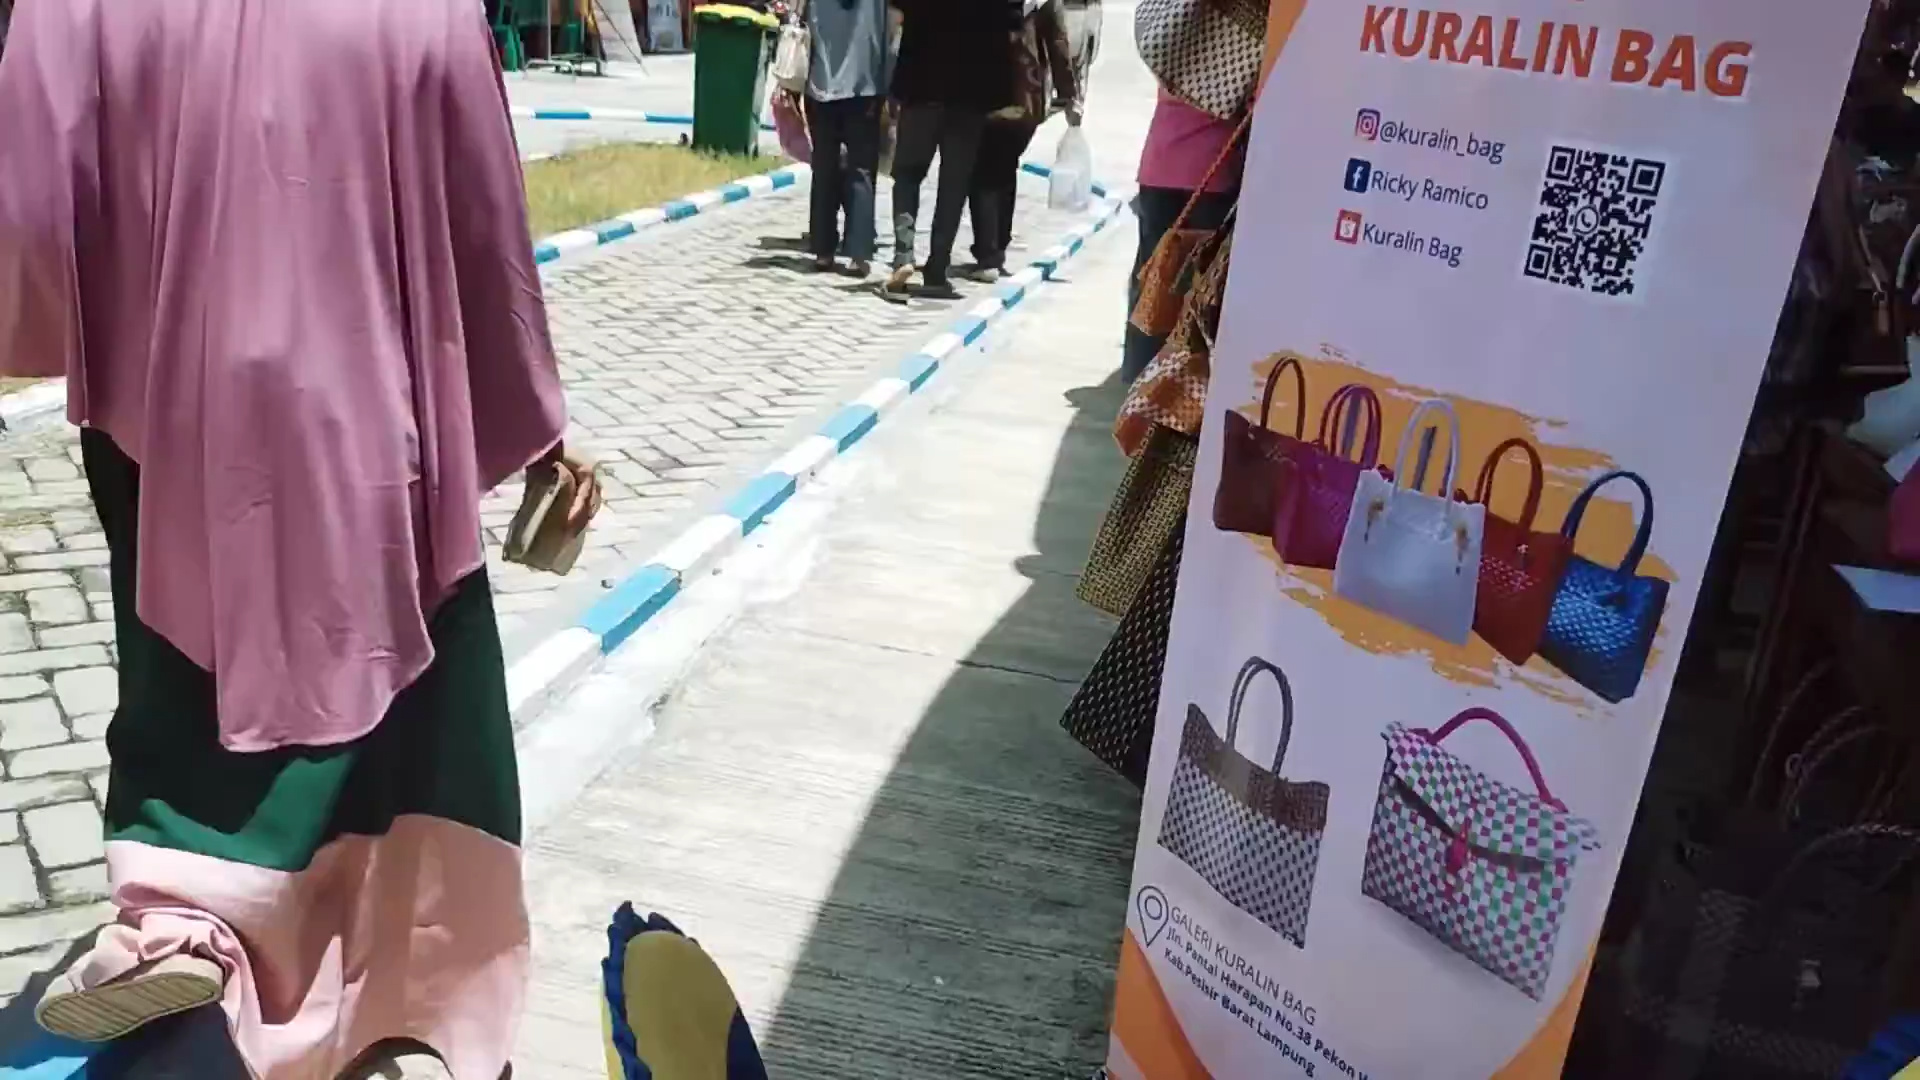 KURALIN BAG
@kuralin_bag
Ricky Ramico
Kuralin Bag
GALERI KURALIN BAG
Jln. Pantai Harapan No.38 Pekon
Kab.Pesisir Barat Lampung